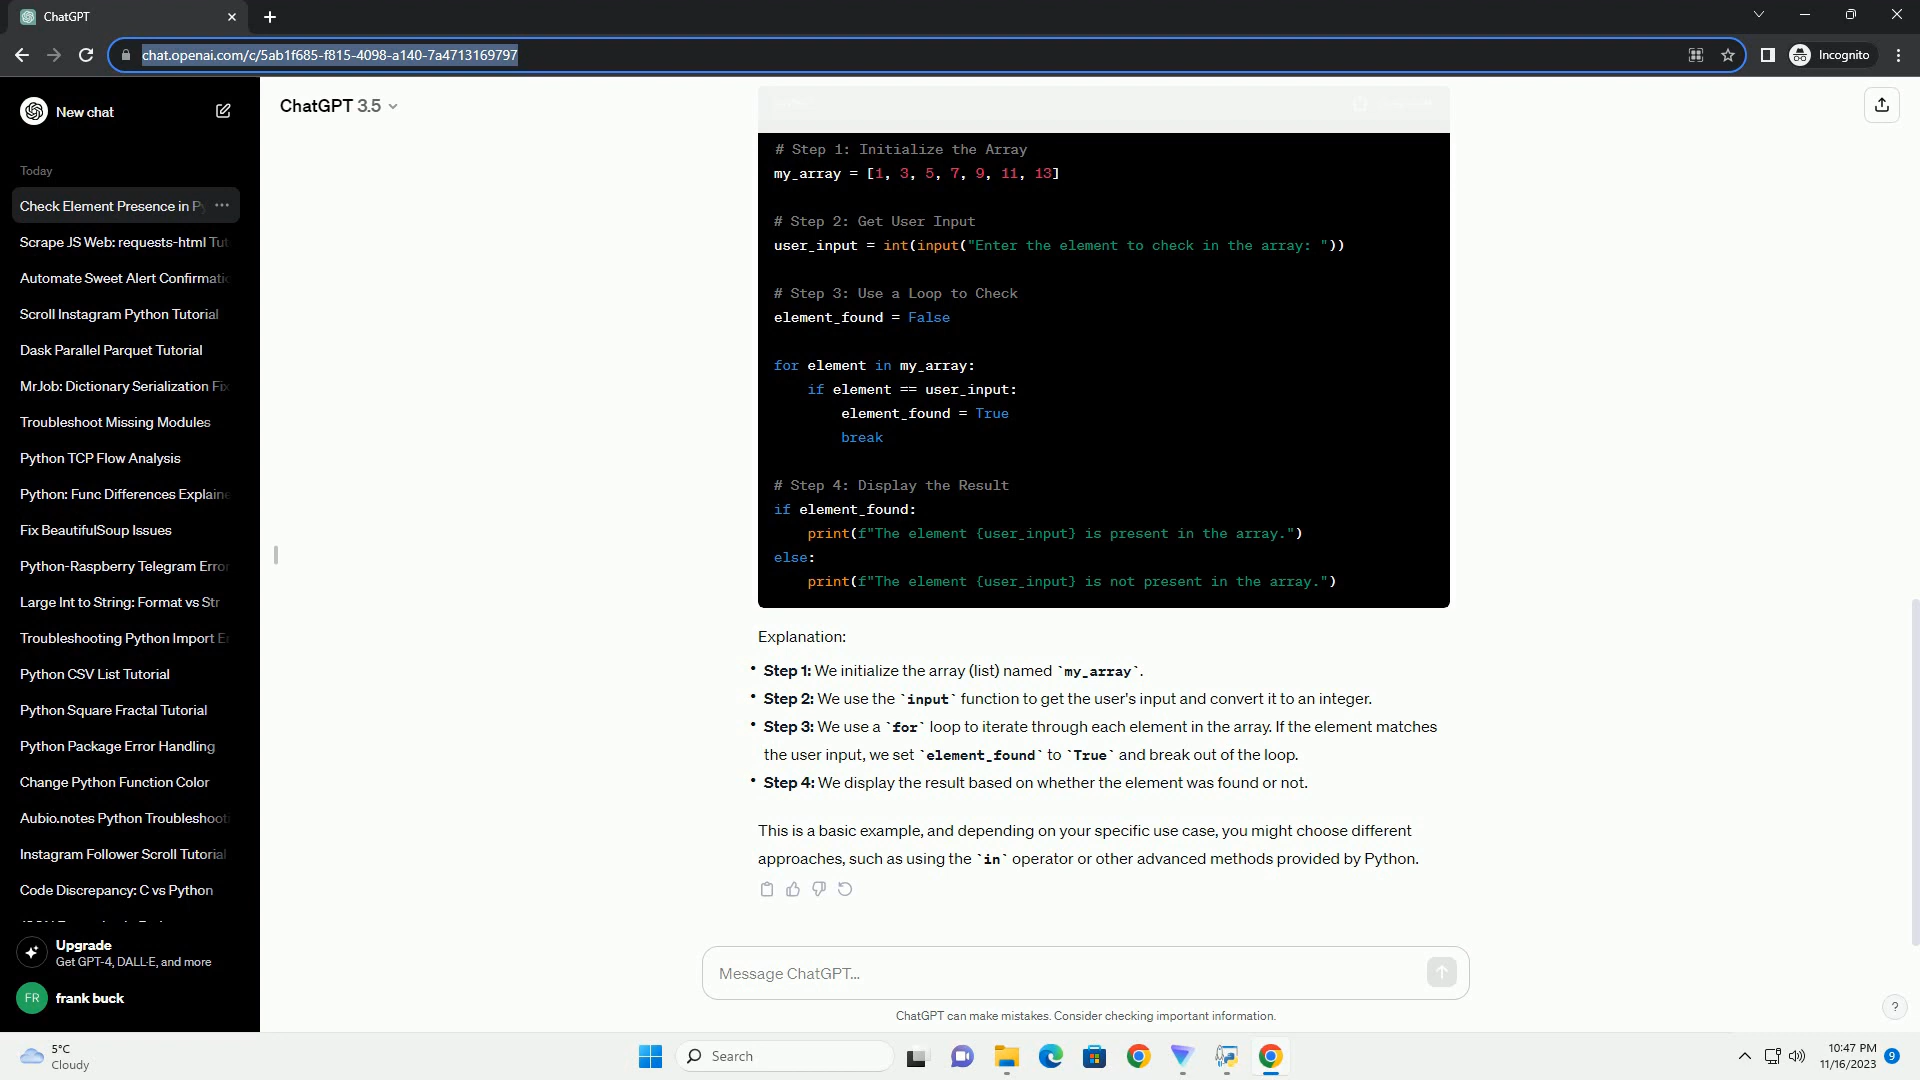 ChatGPT
chat.openai.com/c/5ab1f685-f815-4098-a140-7a4713169797
Incognito
New chat
ChatGPT 3.5
Today
Check Element Presence in Py
Scrape JS Web: requests-html Tut
Automate Sweet Alert Confirmatic
Scroll Instagram Python Tutorial
Dask Parallel Parquet Tutorial
MrJob: Dictionary Serialization Fix
Troubleshoot Missing Modules
Python TCP Flow Analysis
Python: Func Differences Explaine
Fix BeautifulSoup Issues
Python-Raspberry Telegram Error
Large Int to String: Format vs Str
Troubleshooting Python Import Er
Python CSV List Tutorial
Python Square Fractal Tutorial
Python Package Error Handling
Change Python Function Color
Aubio.notes Python Troubleshoot
Instagram Follower Scroll Tutorial
Code Discrepancy: C vs Python
Upgrade
Get GPT-4, DALL·E, and more
FR
frank buck
# Step 1: Initialize the Array
my_array = [1, 3, 5, 7, 9, 11, 13]
# Step 2: Get User Input
user_input = int(input("Enter the element to check in the array: "))
# Step 3: Use a Loop to Check
element_found = False
for element in my_array:
if element == user_input:
element_found = True
break
# Step 4: Display the Result
if element_found:
print(f"The element {user_input} is present in the array.")
else:
print(f"The element {user_input} is not present in the array.")
Explanation:
• Step 1: We initialize the array (list) named `my_array`.
• Step 2: We use the `input` function to get the user's input and convert it to an integer.
• Step 3: We use a `for` loop to iterate through each element in the array. If the element matches
the user input, we set `element_found` to `True` and break out of the loop.
• Step 4: We display the result based on whether the element was found or not.
This is a basic example, and depending on your specific use case, you might choose different
approaches, such as using the `in` operator or other advanced methods provided by Python.
Message ChatGPT...
ChatGPT can make mistakes. Consider checking important information.
?
5°C
Cloudy
Search
10:47 PM
11/16/2023
9